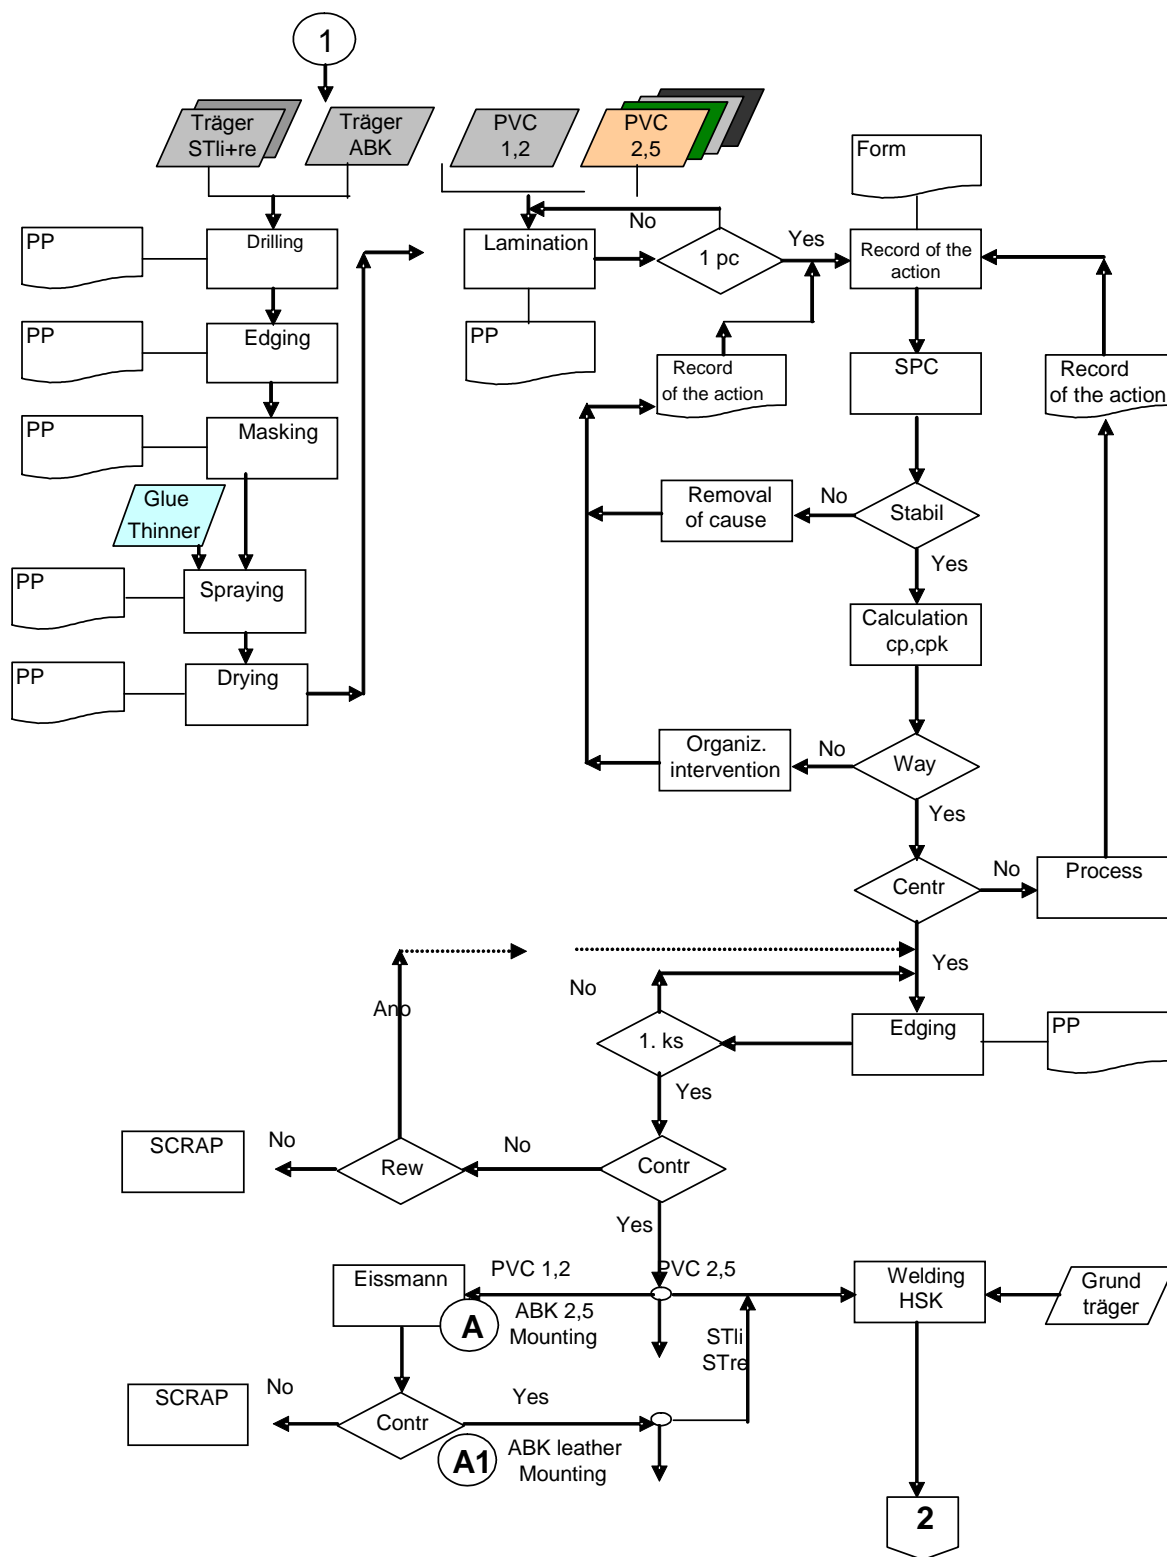 1
Träger
STli+re
Träger
ABK
PVC
1,2
PVC
2,5
Form
No
PP
Drilling
Lamination
1 pc
Yes
Record of the
action
PP
Edging
PP
Record
of the action
SPC
Record
of the action
PP
Masking
Glue
Thinner
Removal
of cause
No
Stabil
Yes
PP
Spraying
Calculation
cp,cpk
PP
Drying
Organiz.
intervention
No
Way
Yes
Centr
No
Process
Yes
No
Ano
1. ks
Edging
PP
Yes
SCRAP
No
Rew
No
Contr
Yes
PVC 1,2
PVC 2,5
Eissmann
Welding
HSK
Grund
träger
A
ABK 2,5
Mounting
STli
STre
SCRAP
No
Contr
Yes
A1
ABK leather
Mounting
2